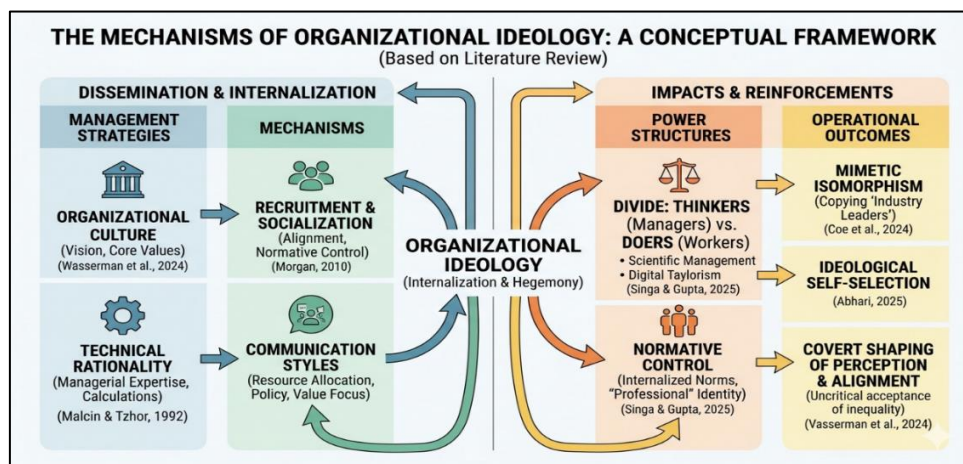 THE MECHANISMS OF ORGANIZATIONAL IDEOLOGY: A CONCEPTUAL FRAMEWORK
(Based on Literature Review)
DISSEMINATION & INTERNALIZATION
MANAGEMENT
STRATEGIES
MECHANISMS
ORGANIZATIONAL
CULTURE
(Vision, Core Values)
(Wasserman et al., 2024)
RECRUITMENT &
SOCIALIZATION
(Alignment,
Normative Control)
(Morgan, 2010)
TECHNICAL
RATIONALITY
(Managerial Expertise,
Calculations)
(Malcin & Tzhor, 1992)
COMMUNICATION
STYLES
(Resource Allocation,
Policy, Value Focus)
ORGANIZATIONAL
IDEOLOGY
(Internalization & Hegemony)
IMPACTS & REINFORCEMENTS
POWER
STRUCTURES
OPERATIONAL
OUTCOMES
DIVIDE: THINKERS
(Managers) vs.
DOERS (Workers)
• Scientific Management
• Digital Taylorism
(Singa & Gupta, 2025)
MIMETIC
ISOMORPHISM
(Copying 'Industry
Leaders')
(Coe et al., 2024)
IDEOLOGICAL
SELF-SELECTION
(Abhari, 2025)
NORMATIVE
CONTROL
(Internalized Norms,
"Professional" Identity)
(Singa & Gupta, 2025)
COVERT SHAPING
OF PERCEPTION
& ALIGNMENT
(Uncritical acceptance
of inequality)
(Vasserman et al., 2024)